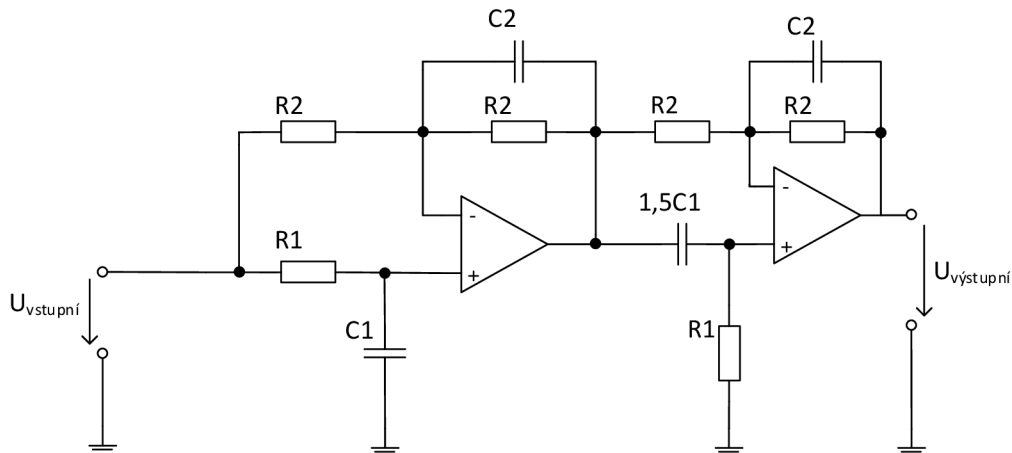 C2
C2
R2
R2
R2
R2
-
-
1,5C1
R1
+
+
Uvstupní
Uvýstupní
C1
R1